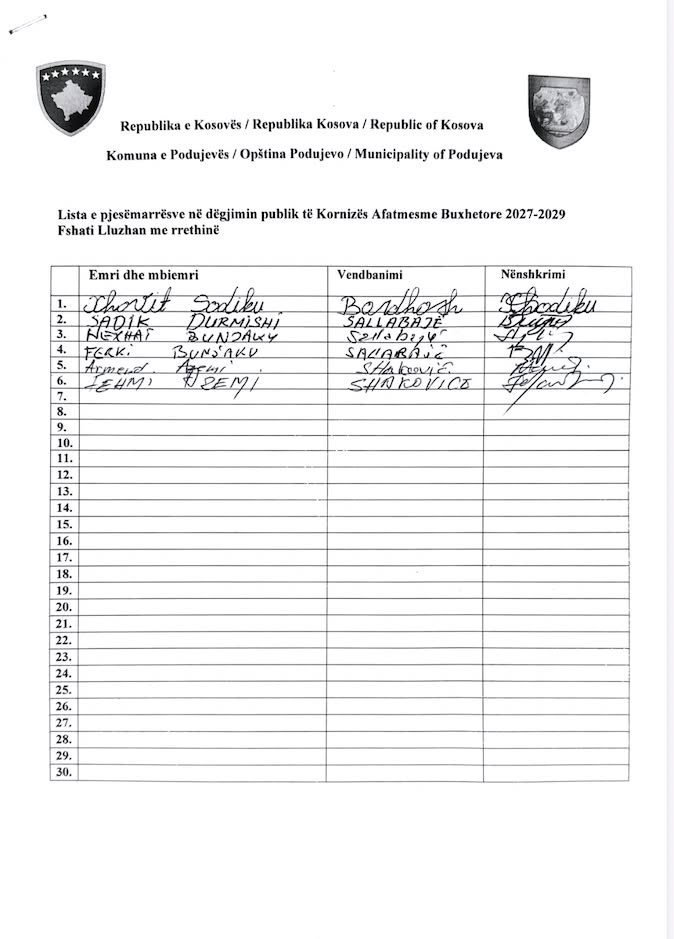 Republika e Kosovës / Republika Kosova / Republic of Kosova
Komuna e Podujevës / Opština Podujevo / Municipality of Podujeva
Lista e pjesëmarrësve në dëgjimin publik të Kornizës Afatmesme Buxhetore 2027-2029
Fshati Lluzhan me rrethinë
Emri dhe mbiemri Vendbanimi Nënshkrimi
1. Sodiku Bardhosh
2. SADIK DURMISHI SALLABAJË
3. NEXHAT BUNJAKU
4. FERKI BUNJAKU SALLABAJË
5. Armend Azemi
6. SHAKOVICË
7.
8.
9.
10.
11.
12.
13.
14.
15.
16.
17.
18.
19.
20.
21.
22.
23.
24.
25.
26.
27.
28.
29.
30.